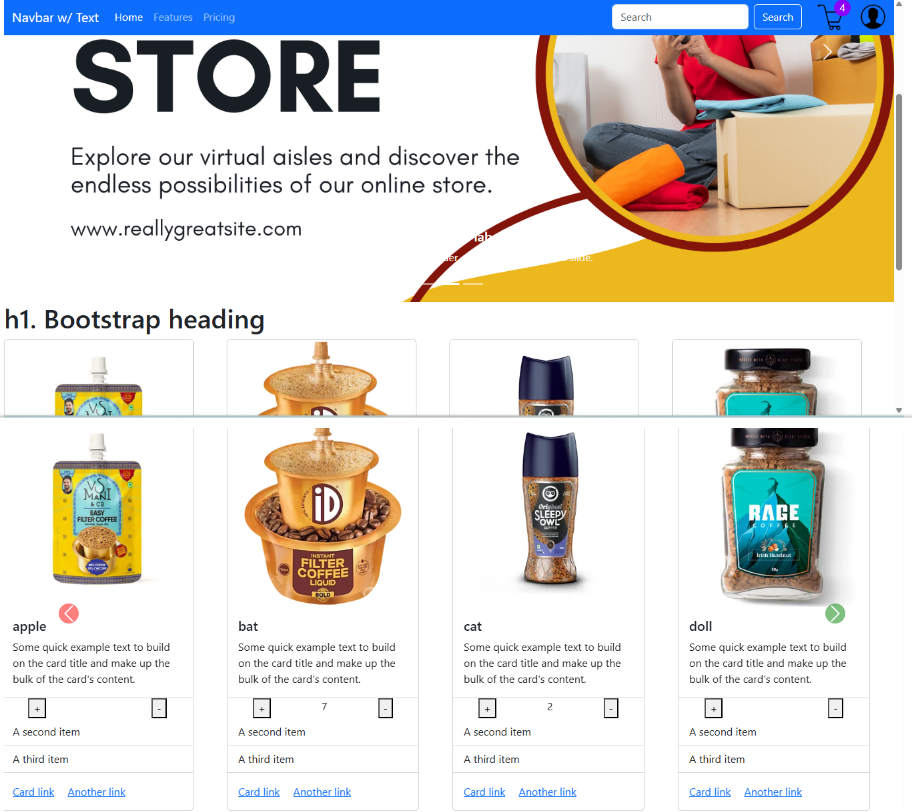 Navbar w/ Text Home Features Pricing Search Search 4
STORE
Explore our virtual aisles and discover the
endless possibilities of our online store.
www.reallygreatsite.com
slide.
h1. Bootstrap heading
VS
MANI
& CO
EASY
FILTER COFFEE
iD
INSTANT
FILTER
COFFEE
LIQUID
BOLD
Original
SLEEPY
OWL
COFFEE
RAGE
COFFEE
Irish Hazelnut
apple bat cat doll
Some quick example text to build
on the card title and make up the
bulk of the card's content.
Some quick example text to build
on the card title and make up the
bulk of the card's content.
Some quick example text to build
on the card title and make up the
bulk of the card's content.
Some quick example text to build
on the card title and make up the
bulk of the card's content.
+ - + 7 - + 2 - + -
A second item A second item A second item A second item
A third item A third item A third item A third item
Card link Another link Card link Another link Card link Another link Card link Another link